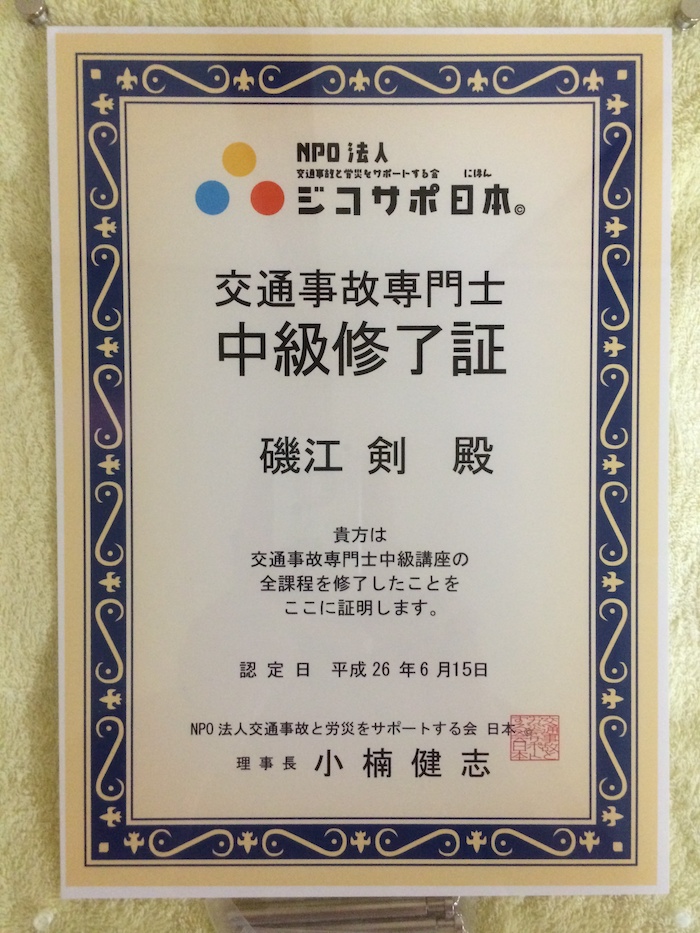 NPO法人
交通事故と労災をサポートする会 にほん
ジコサポ日本©
交通事故専門士
中級修了証
磯江 剣 殿
貴方は
交通事故専門士中級講座の
全課程を修了したことを
ここに証明します。
認定日 平成26年6月15日
NPO法人交通事故と労災をサポートする会 日本
理事長 小楠健志